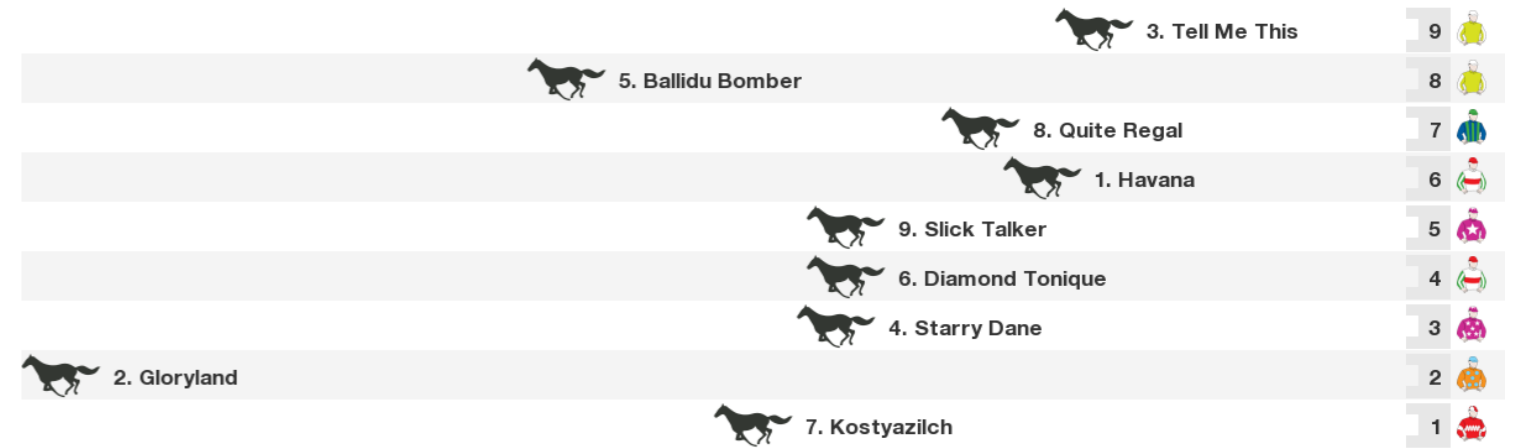 3. Tell Me This 9
5. Ballidu Bomber 8
8. Quite Regal 7
1. Havana 6
9. Slick Talker 5
6. Diamond Tonique 4
4. Starry Dane 3
2. Gloryland 2
7. Kostyazilch 1